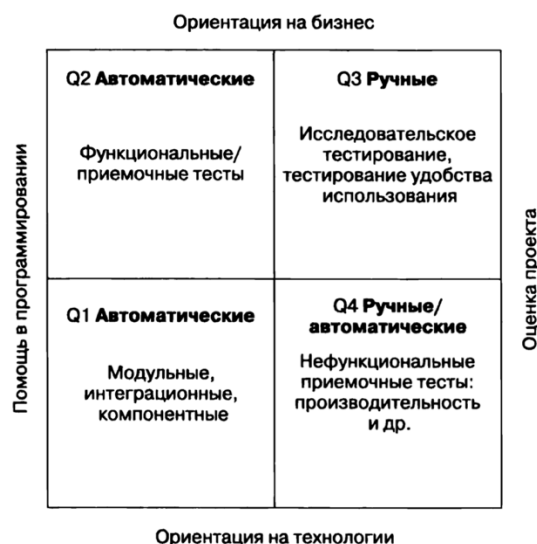 Ориентация на бизнес
Помощь в программировании
Q2 Автоматические
Функциональные/
приемочные тесты
Q3 Ручные
Исследовательское
тестирование,
тестирование удобства
использования
Q1 Автоматические
Модульные,
интеграционные,
компонентные
Q4 Ручные/
автоматические
Нефункциональные
приемочные тесты:
производительность
и др.
Оценка проекта
Ориентация на технологии